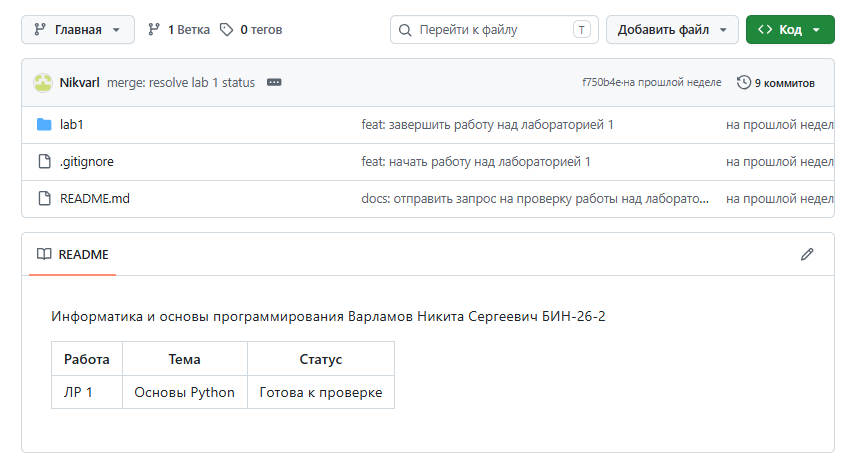 Главная 1 Ветка 0 тегов Перейти к файлу T Добавить файл Код
Nikvarl merge: resolve lab 1 status f750b4e·на прошлой неделе 9 коммитов
lab1 feat: завершить работу над лабораторией 1 на прошлой недел
.gitignore feat: начать работу над лабораторией 1 на прошлой недел
README.md docs: отправить запрос на проверку работы над лаборато... на прошлой недел
README
Информатика и основы программирования Варламов Никита Сергеевич БИН-26-2
Работа Тема Статус
ЛР 1 Основы Python Готова к проверке